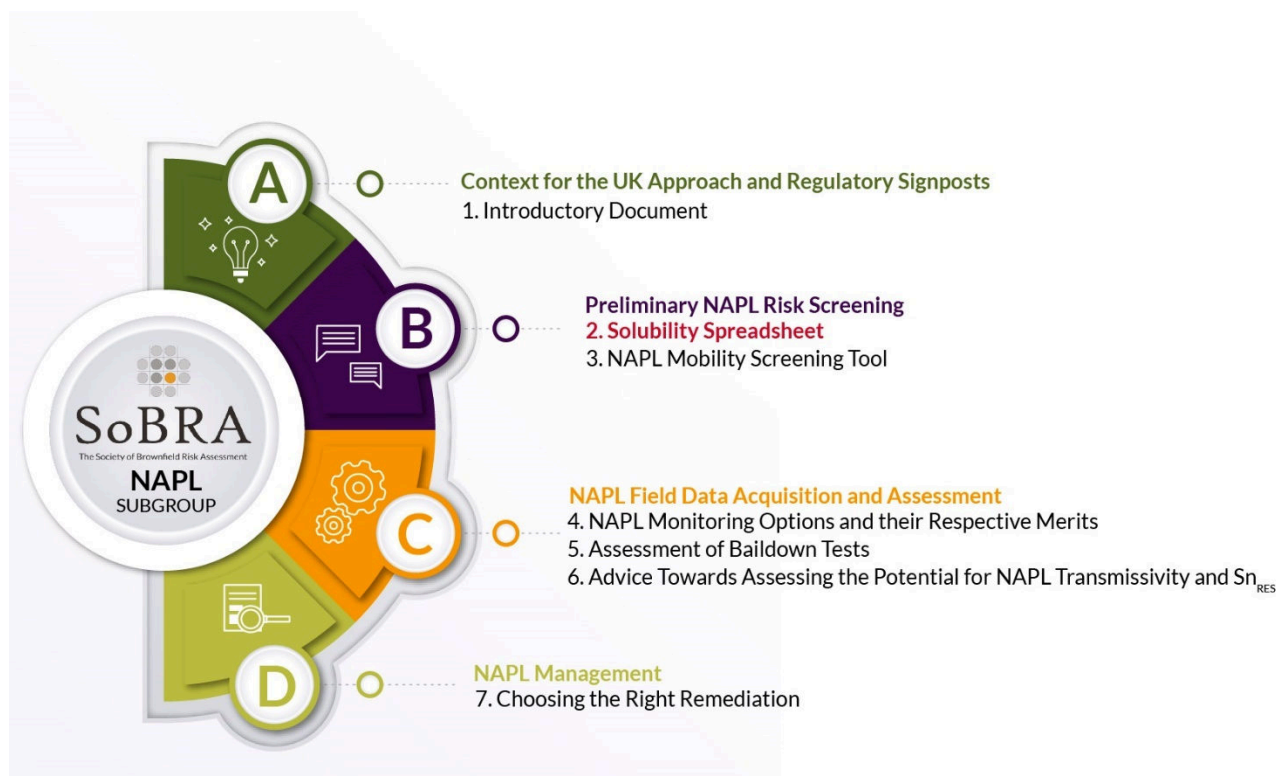 A
Context for the UK Approach and Regulatory Signposts
1. Introductory Document
B
Preliminary NAPL Risk Screening
2. Solubility Spreadsheet
3. NAPL Mobility Screening Tool
SoBRA
The Society of Brownfield Risk Assessment
NAPL
SUBGROUP
C
NAPL Field Data Acquisition and Assessment
4. NAPL Monitoring Options and their Respective Merits
5. Assessment of Baildown Tests
6. Advice Towards Assessing the Potential for NAPL Transmissivity and Sn RES
D
NAPL Management
7. Choosing the Right Remediation